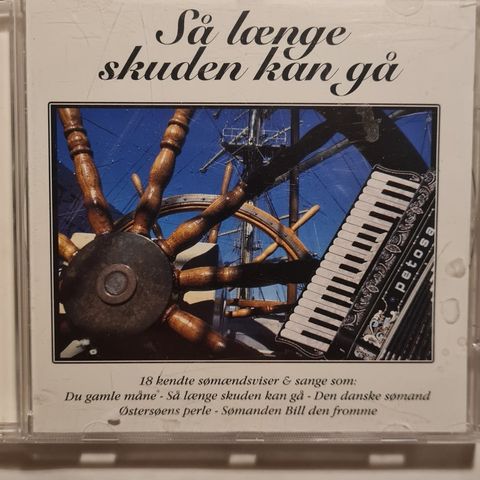 Så længe
skuden kan gå
petosa
18 kendte sømændsviser & sange som:
Du gamle måne - Så længe skuden kan gå - Den danske sømand
Østersøens perle - Sømanden Bill den fromme